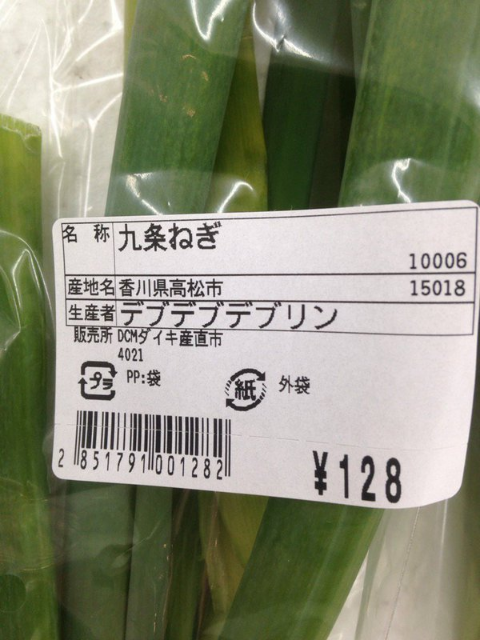 名 称 九条ねぎ
10006
産地名 香川県高松市 15018
生産者 デブデブデブリン
販売所 DCMダイキ産直市
4021
プラ PP:袋 紙 外袋
2 851791 001282
¥128